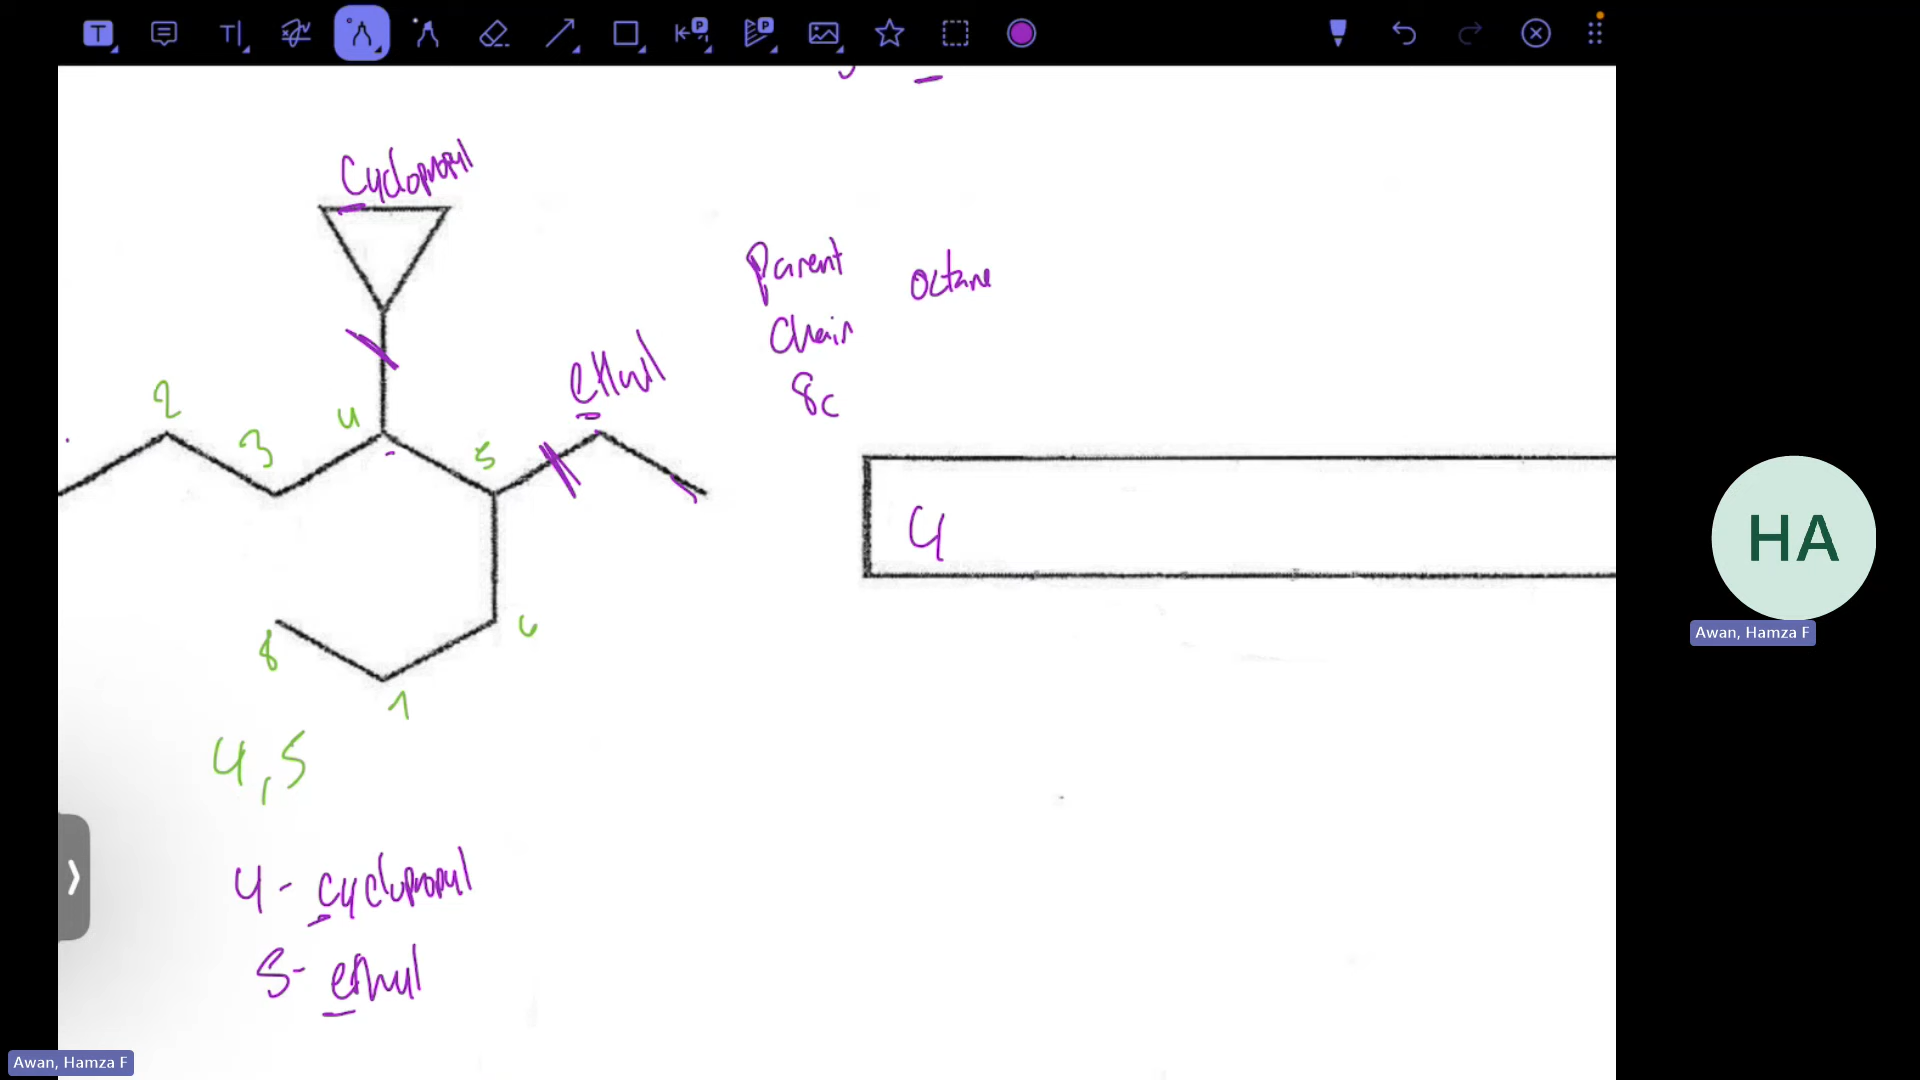 Cyclopropyl
Parent
octane
Chain
8c
ethyl
2
3
4
5
6
8
7
4
4,5
4- cyclopropyl
5- ethyl
HA
Awan, Hamza F
Awan, Hamza F